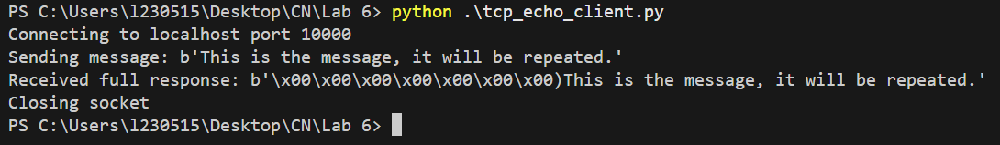 PS C:\Users\l230515\Desktop\CN\Lab 6> python .\tcp_echo_client.py
Connecting to localhost port 10000
Sending message: b'This is the message, it will be repeated.'
Received full response: b'\x00\x00\x00\x00\x00\x00\x00)This is the message, it will be repeated.'
Closing socket
PS C:\Users\l230515\Desktop\CN\Lab 6>